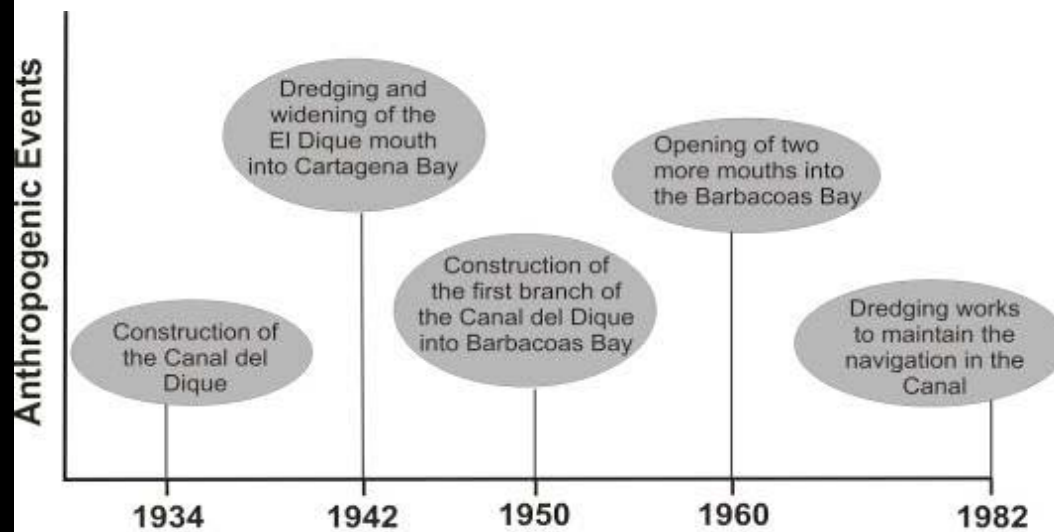 Anthropogenic Events
Dredging and
widening of the
El Dique mouth
into Cartagena Bay
Opening of two
more mouths into
the Barbacoas Bay
Construction of
the first branch of
the Canal del Dique
into Barbacoas Bay
Construction of
the Canal del
Dique
Dredging works
to maintain the
navigation in the
Canal
1934
1942
1950
1960
1982